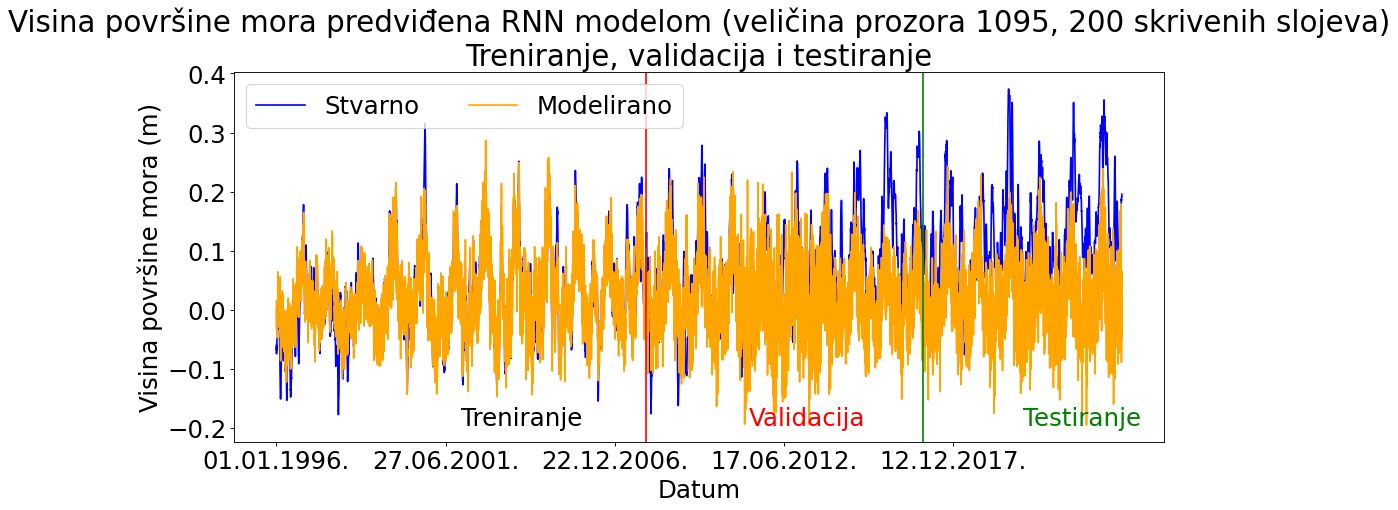 Visina površine mora predviđena RNN modelom (veličina prozora 1095, 200 skrivenih slojeva)
Treniranje, validacija i testiranje
Stvarno
Modelirano
Visina površine mora (m)
0.4
0.3
0.2
0.1
0.0
−0.1
−0.2
Treniranje
Validacija
Testiranje
01.01.1996.
27.06.2001.
22.12.2006.
17.06.2012.
12.12.2017.
Datum